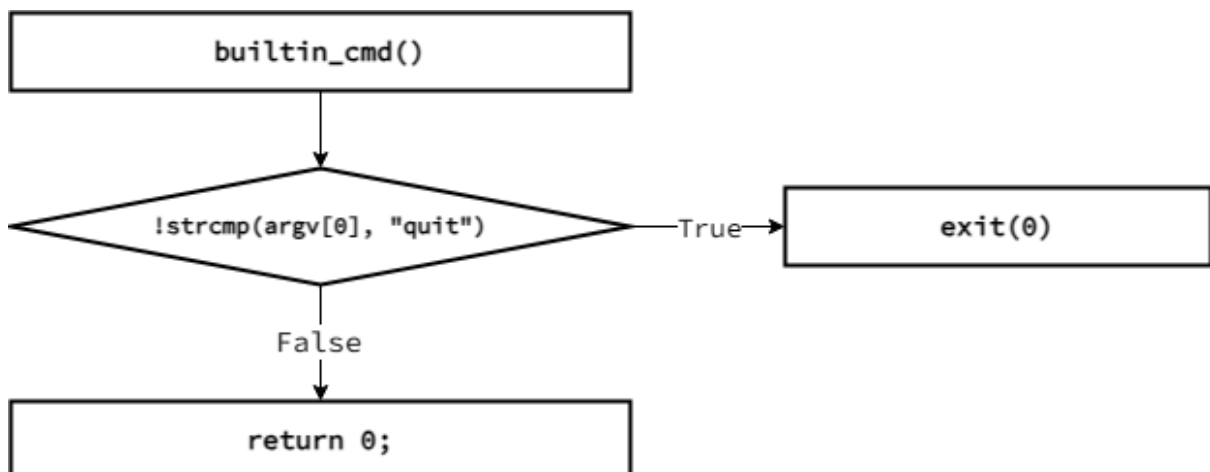 builtin_cmd()
!strcmp(argv[0], "quit")
True
exit(0)
False
return 0;